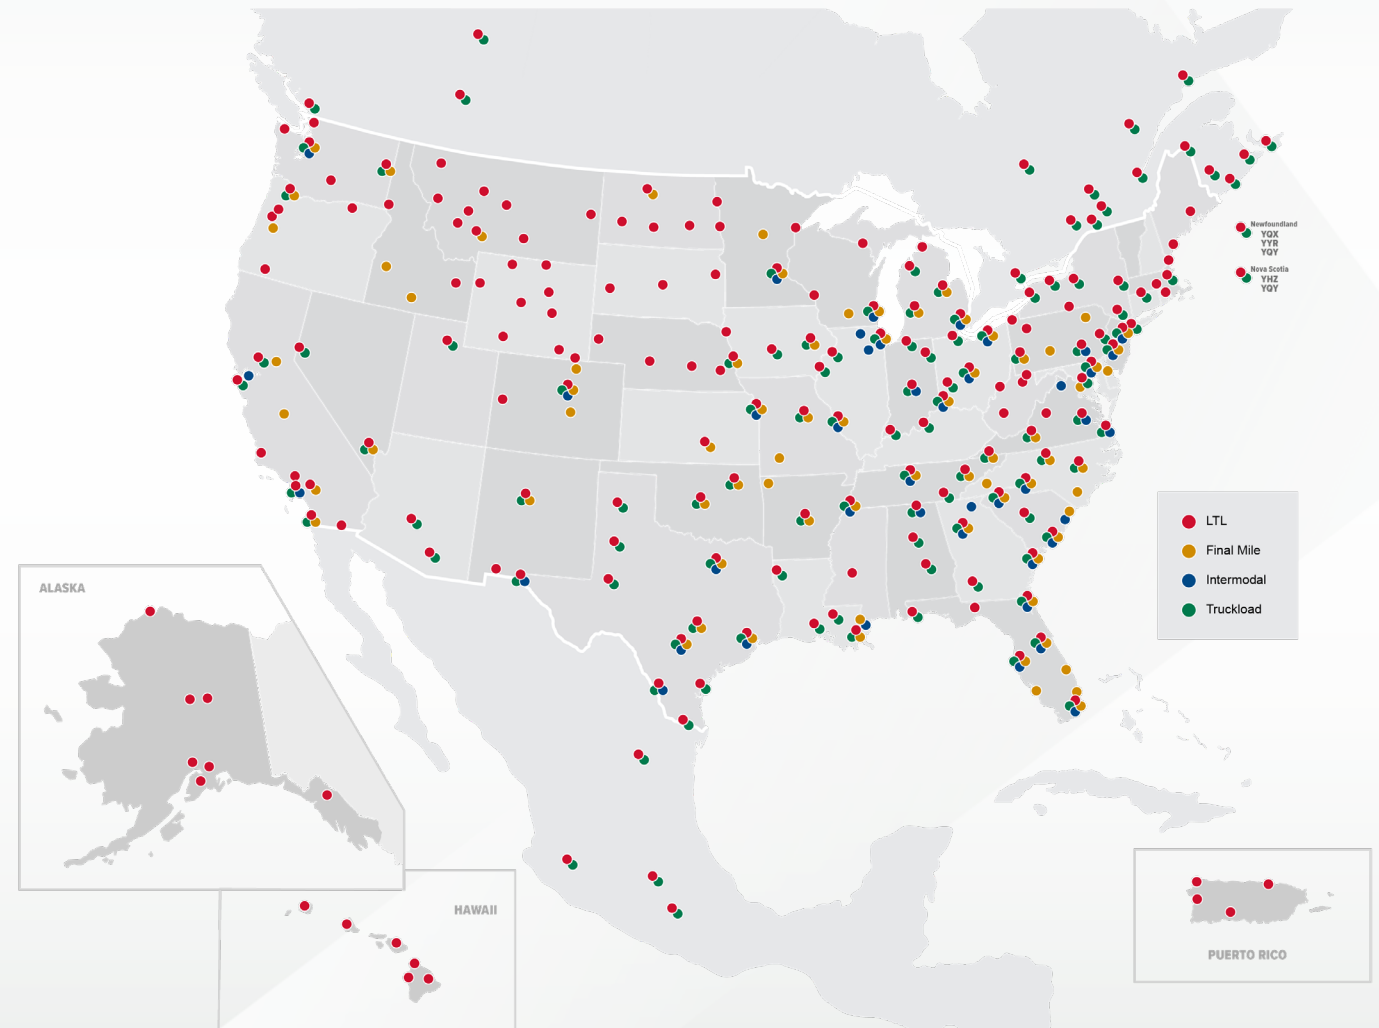 Newfoundland
YQX
YYR
YQY
Nova Scotia
YHZ
YQY
LTL
Final Mile
Intermodal
Truckload
ALASKA
HAWAII
PUERTO RICO